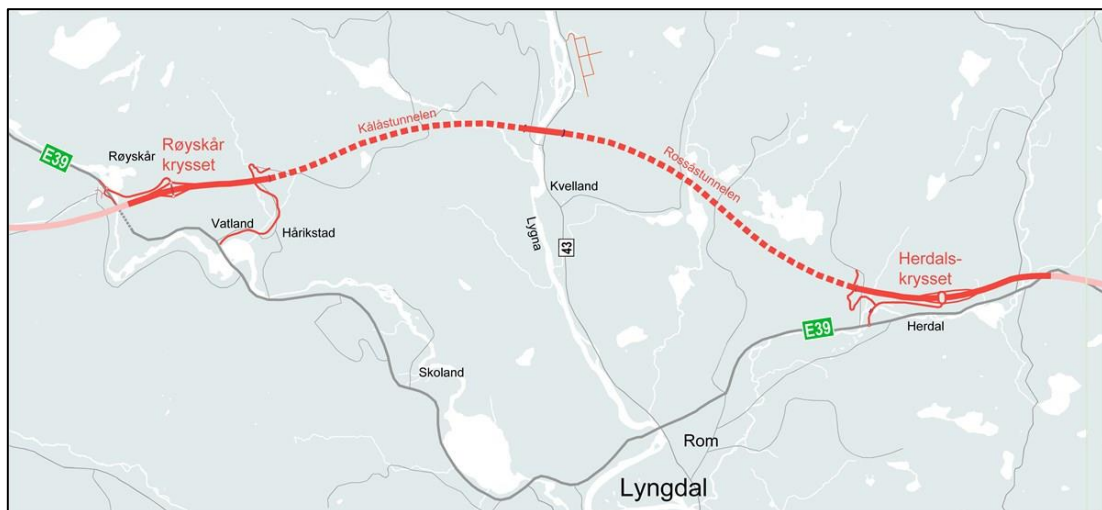 Kålåstunnelen
E39
Røyskår
Røyskår
krysset
Rossåstunnelen
Kvelland
Vatland
Hårikstad
Lygna
43
Herdals-
krysset
E39
Herdal
Skoland
Rom
Lyngdal